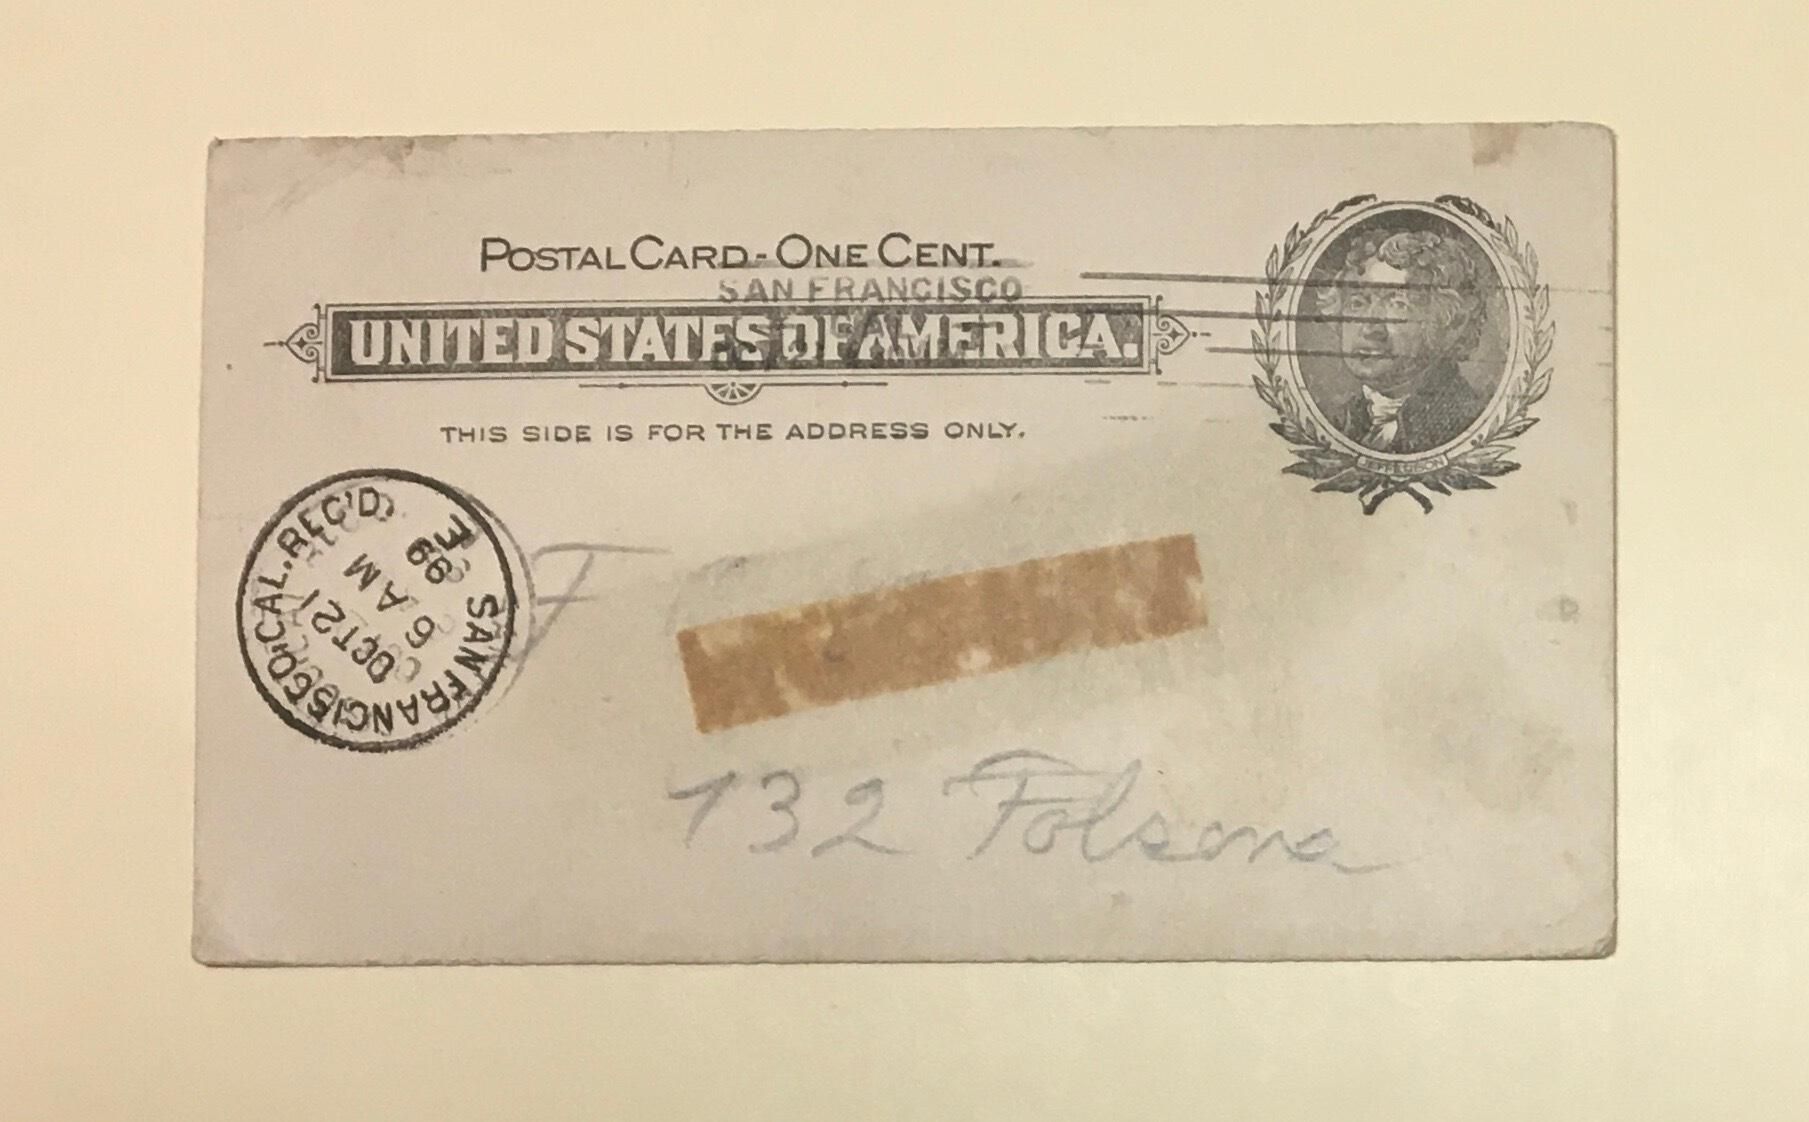 POSTAL CARD - ONE CENT.
SAN FRANCISCO
UNITED STATES OF AMERICA.
THIS SIDE IS FOR THE ADDRESS ONLY.
JEFFERSON
SAN FRANCISCO, CAL. REC'D.
OCT 21
6 AM
99
E
F
732 Folsom